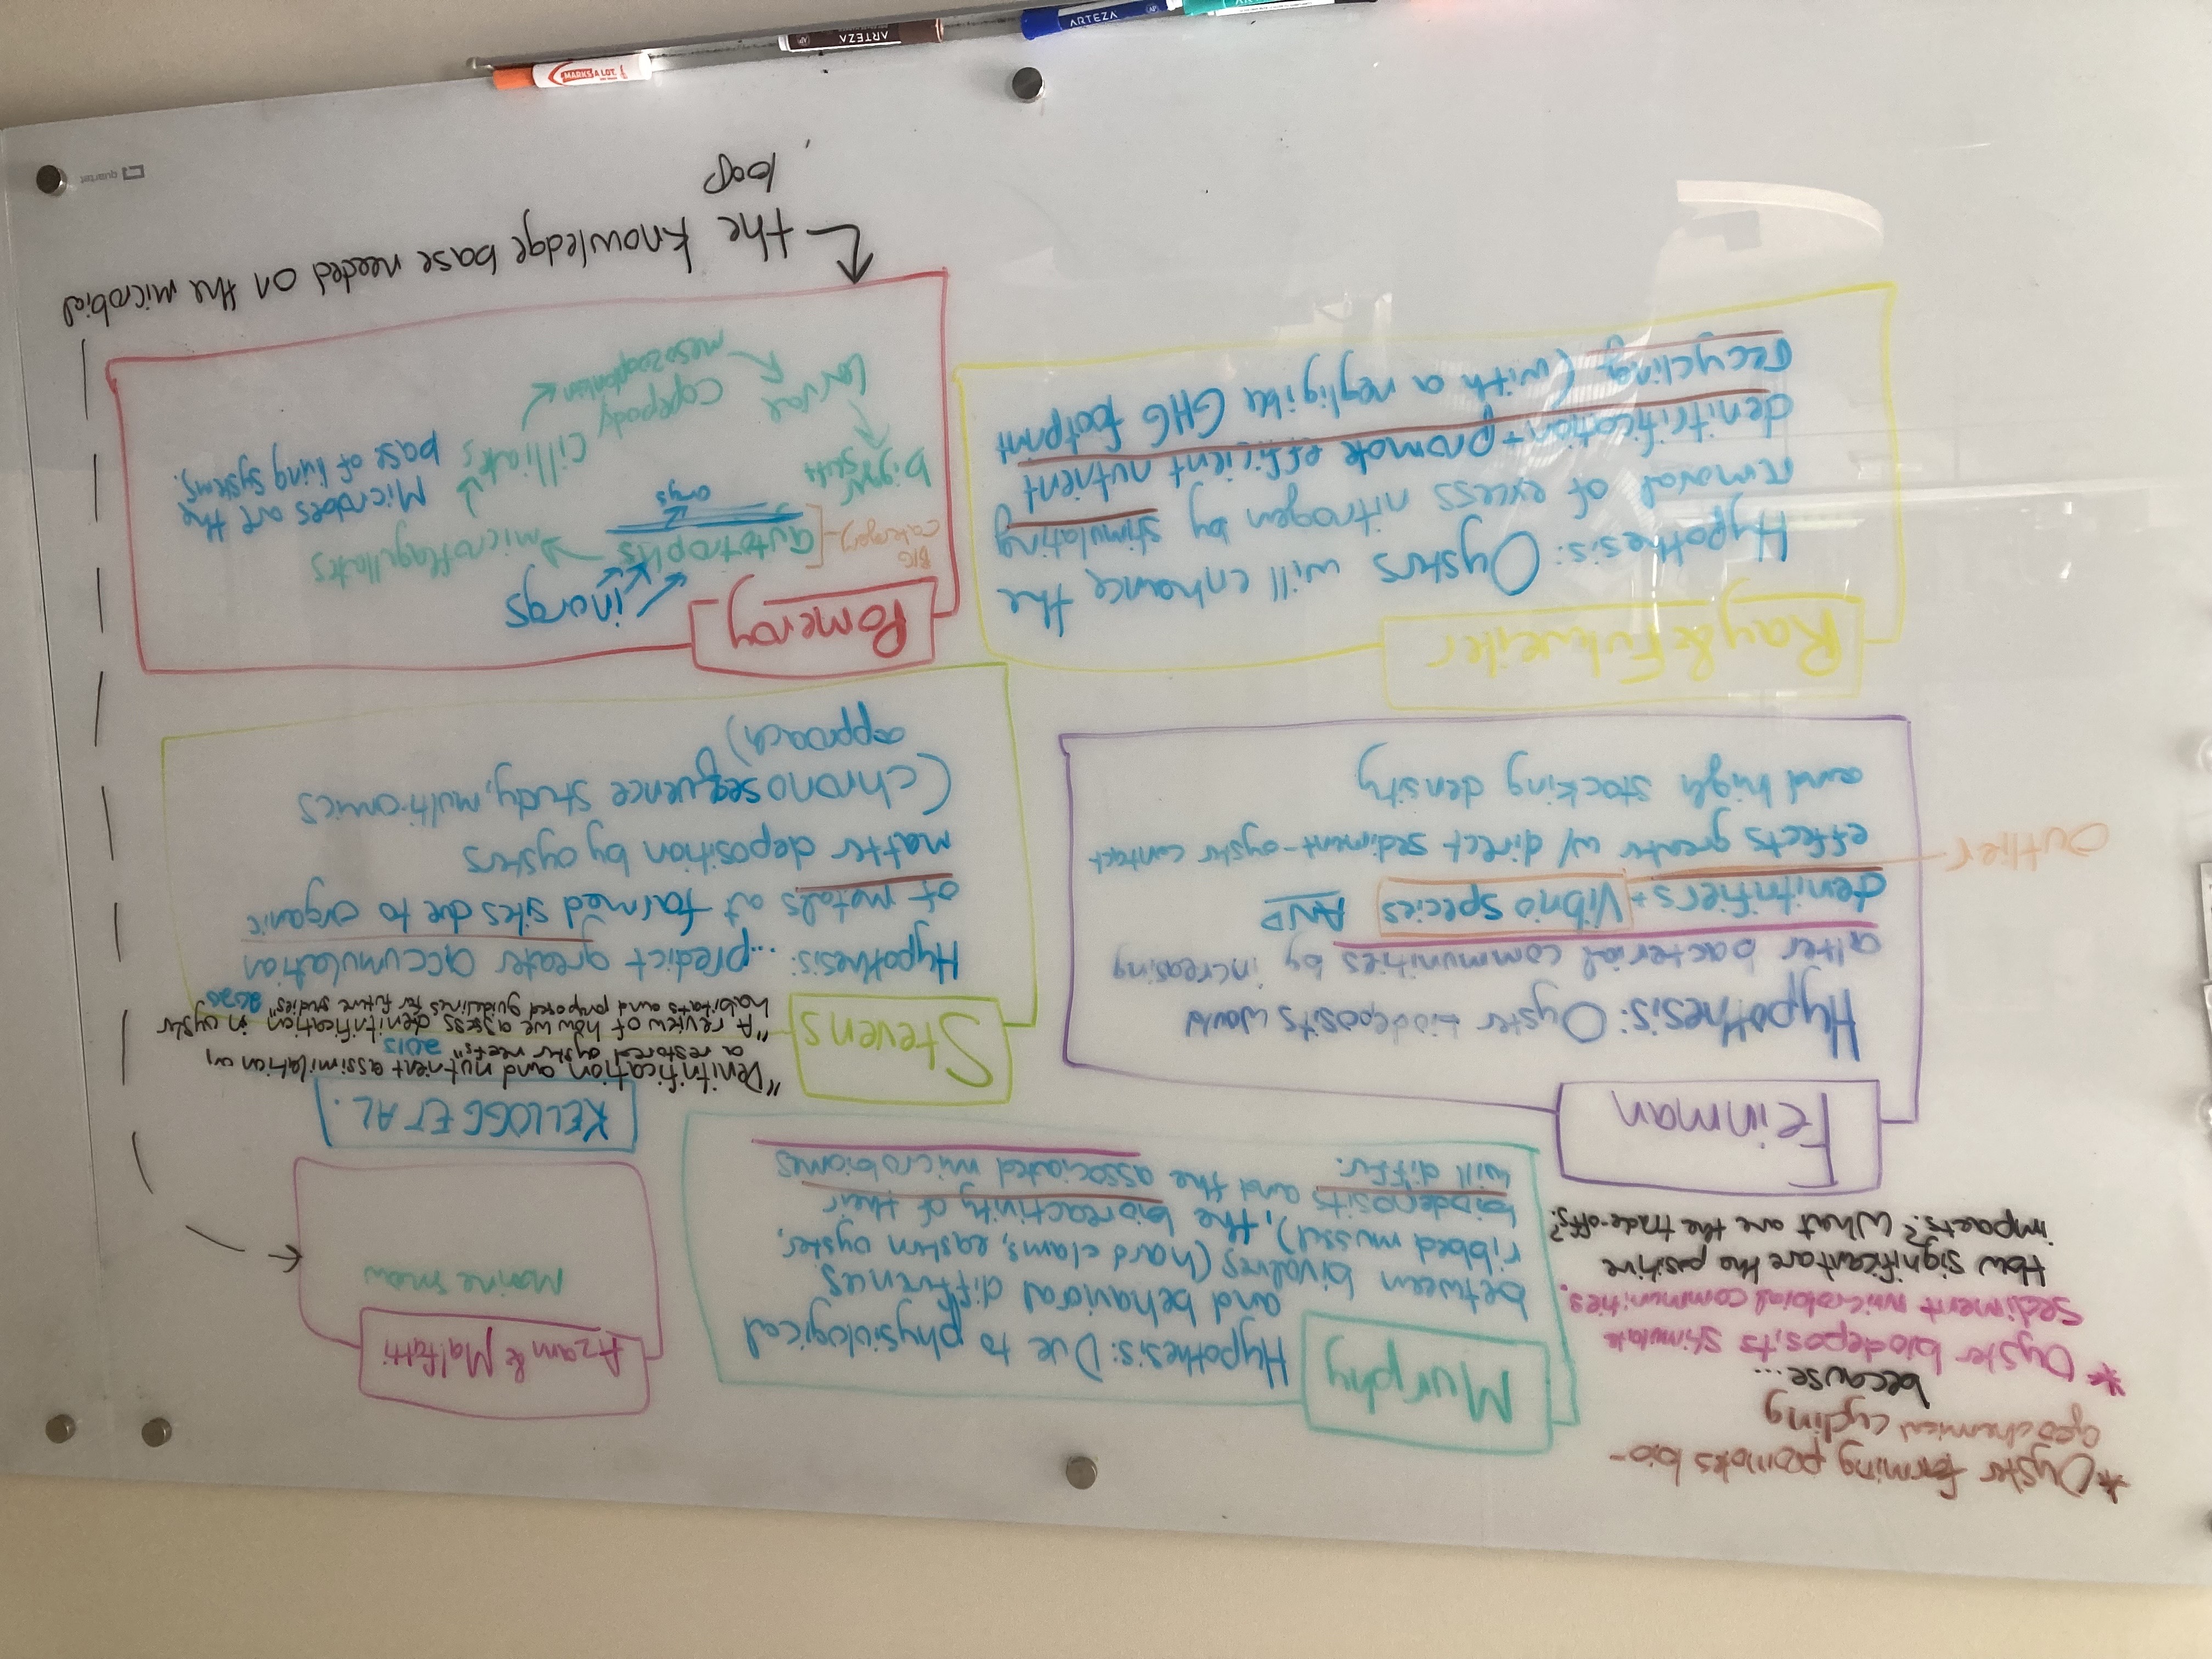 *Oyster farming promotes bio-
geochemical cycling
because...
* Oyster biodeposits stimulate
sediment microbial communities.
How significant are the positive
impacts? What are the trade-offs?
Murphy
Hypothesis: Due to physiological
and behavioral diffrences
between bivalves (hard clams, eastern oyster,
ribbed mussel), the bioreactivity of their
biodeposits and the associated microbiomes
will differ.
Azam & Malfatti
Marine snow
Feinman
Hypothesis: Oyster biodeposits would
alter bacterial communities by increasing
denitrifiers + Vibrio species AND
effects greater w/ direct sediment-oyster contact
and high stocking density
outlier
KELLOGG ET AL.
"Denitrification and nutrient assimilation on
a restored oyster reefs" 2013
"A review of how we assess denitrification in oyster
habitats and proposed guidelines for future studies" 2020
Stevens
Hypothesis: ...predict greater accumulation
of metals at farmed sites due to organic
matter deposition by oysters
(chronosequence study, multi-omics
approach)
Ray & Fulweiler
Hypothesis: Oysters will enhance the
removal of excess nitrogen by stimulating
denitrification + promote efficient nutrient
recycling (with a negligible GHG footprint
Pomeroy
inorgs
BIG
catergory
autotrophs
microflagullates
orgs
bigger
stuff
cilliates
Microbes are the
base of living systems.
larvae
copepody
mesozooplankton
the knowledge base needed on the microbial
loop
quartet
MARKS A LOT
ARTEZA
ARTEZA